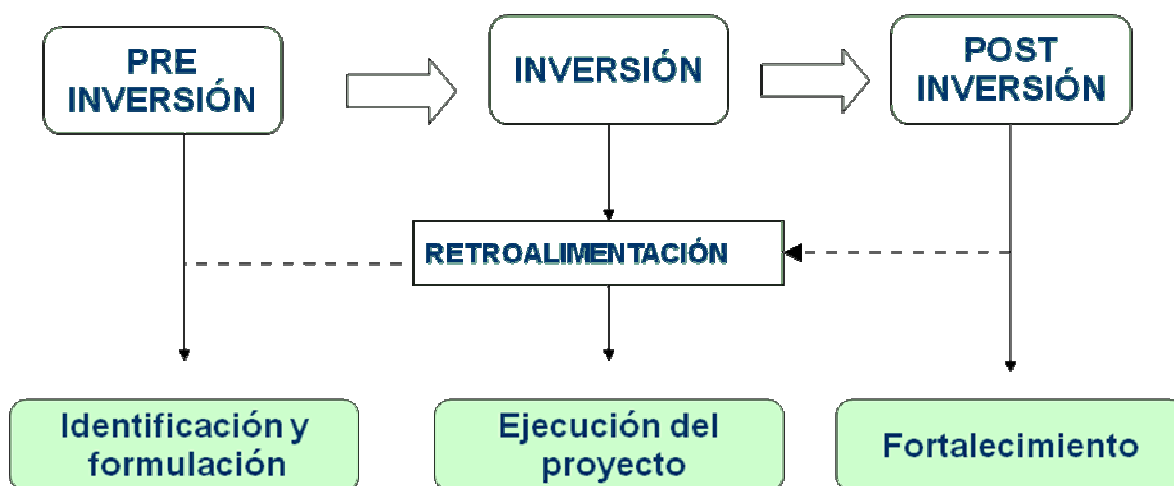 PRE
INVERSIÓN
INVERSIÓN
POST
INVERSIÓN
RETROALIMENTACIÓN
Identificación y
formulación
Ejecución del
proyecto
Fortalecimiento